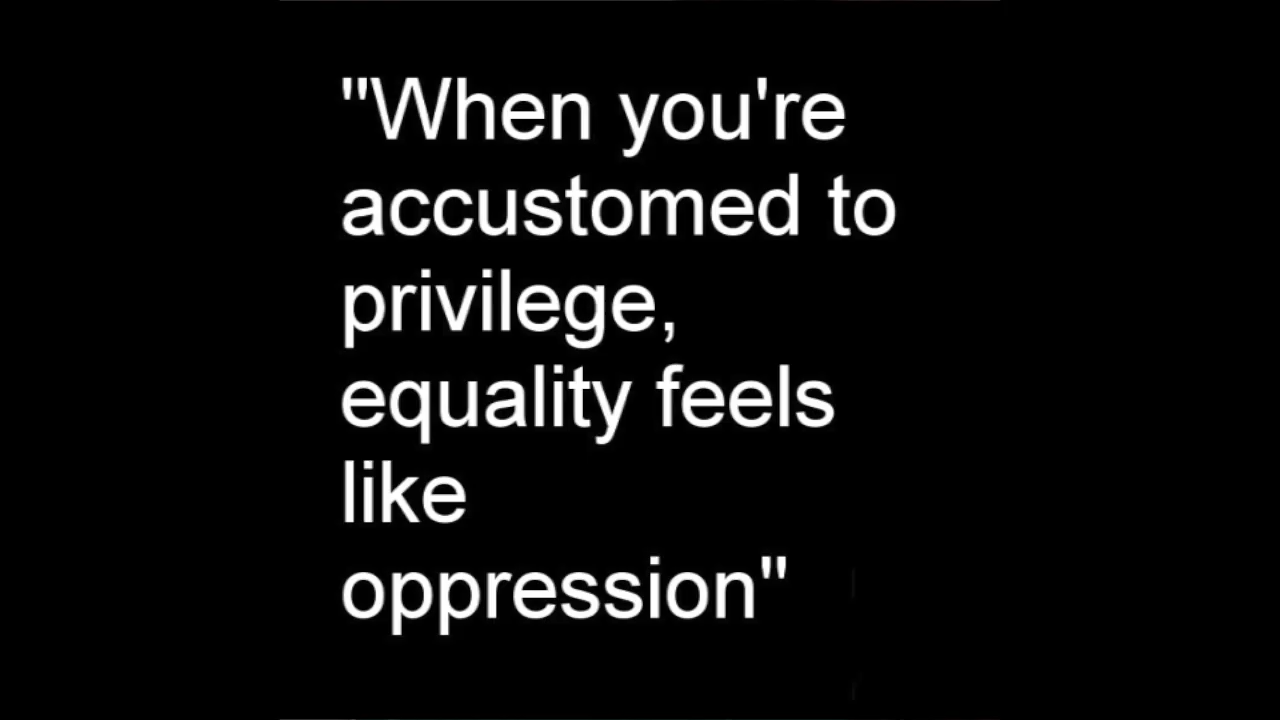 "When you're
accustomed to
privilege,
equality feels
like
oppression"